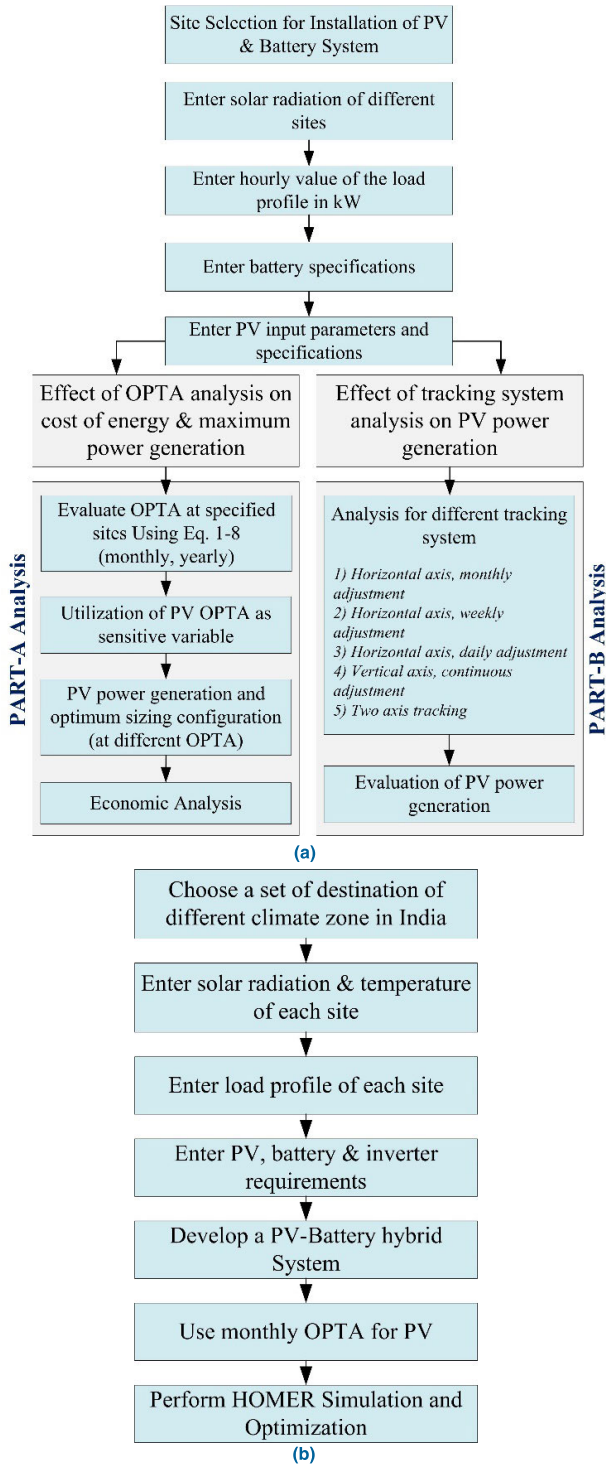 Site Selection for Installation of PV
& Battery System
Enter solar radiation of different
sites
Enter hourly value of the load
profile in kW
Enter battery specifications
Enter PV input parameters and
specifications
Effect of OPTA analysis on
cost of energy & maximum
power generation
Effect of tracking system
analysis on PV power
generation
PART-A Analysis
Evaluate OPTA at specified
sites Using Eq. 1-8
(monthly, yearly)
Utilization of PV OPTA as
sensitive variable
PV power generation and
optimum sizing configuration
(at different OPTA)
Economic Analysis
Analysis for different tracking
system
1) Horizontal axis, monthly
adjustment
2) Horizontal axis, weekly
adjustment
3) Horizontal axis, daily adjustment
4) Vertical axis, continuous
adjustment
5) Two axis tracking
Evaluation of PV power
generation
PART-B Analysis
(a)
Choose a set of destination of
different climate zone in India
Enter solar radiation & temperature
of each site
Enter load profile of each site
Enter PV, battery & inverter
requirements
Develop a PV-Battery hybrid
System
Use monthly OPTA for PV
Perform HOMER Simulation and
Optimization
(b)